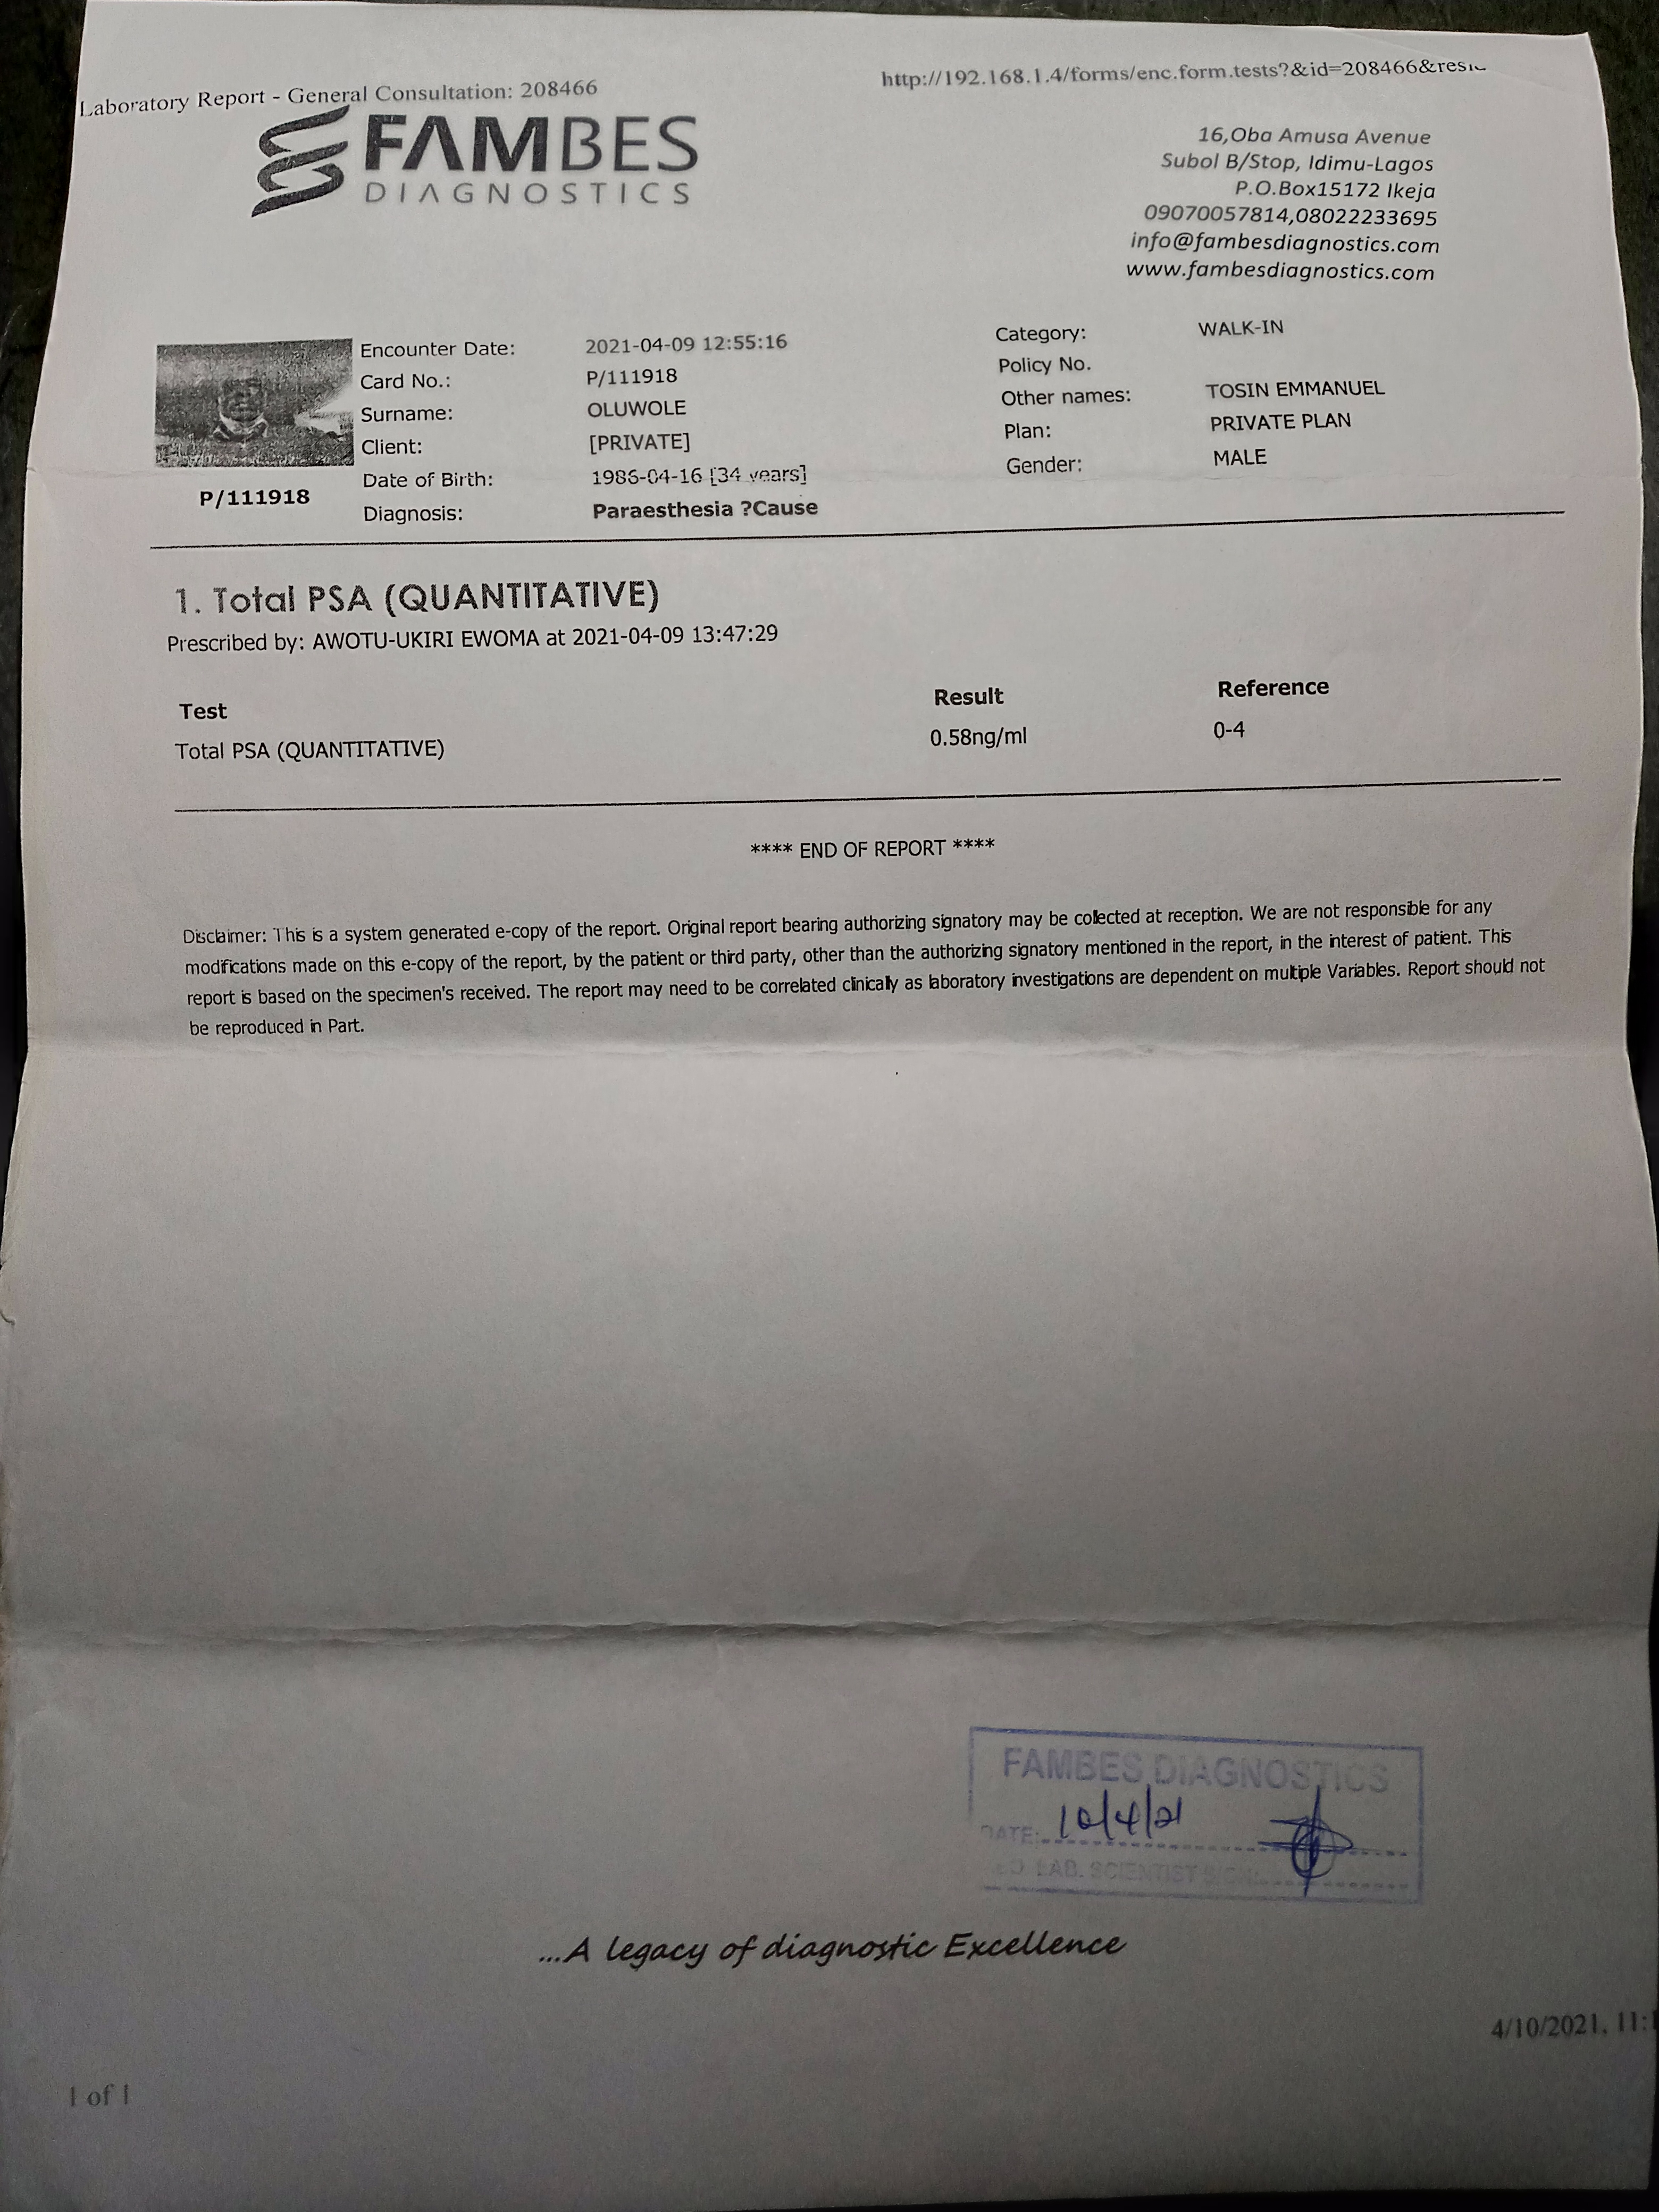 Laboratory Report - General Consultation: 208466
http://192.168.1.4/forms/enc.form.tests?&id=208466&resu
FAMBES
DIAGNOSTICS
16,Oba Amusa Avenue
Subol B/Stop, Idimu-Lagos
P.O.Box15172 Ikeja
09070057814,08022233695
info@fambesdiagnostics.com
www.fambesdiagnostics.com
P/111918
Encounter Date: 2021-04-09 12:55:16
Card No.: P/111918
Surname: OLUWOLE
Client: [PRIVATE]
Date of Birth: 1986-04-16 [34 years]
Diagnosis: Paraesthesia ?Cause
Category: WALK-IN
Policy No.
Other names: TOSIN EMMANUEL
Plan: PRIVATE PLAN
Gender: MALE
1. Total PSA (QUANTITATIVE)
Prescribed by: AWOTU-UKIRI EWOMA at 2021-04-09 13:47:29
Test Result Reference
Total PSA (QUANTITATIVE) 0.58ng/ml 0-4
**** END OF REPORT ****
Disclaimer: This is a system generated e-copy of the report. Original report bearing authorizing signatory may be collected at reception. We are not responsible for any
modifications made on this e-copy of the report, by the patient or third party, other than the authorizing signatory mentioned in the report, in the interest of patient. This
report is based on the specimen's received. The report may need to be correlated clinically as laboratory investigations are dependent on multiple Variables. Report should not
be reproduced in Part.
FAMBES DIAGNOSTICS
DATE: 10/4/21
LAB. SCIENTIST
...A legacy of diagnostic Excellence
4/10/2021, 11:1
1 of 1